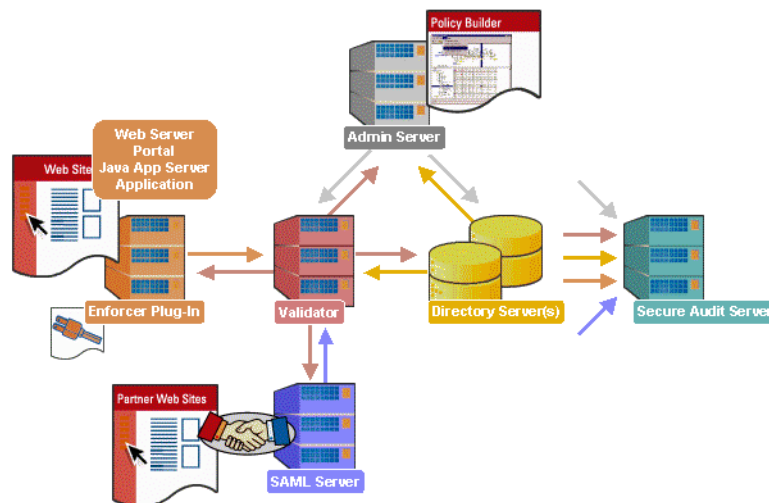 Policy Builder
Admin Server
Web Server
Portal
Java App Server
Application
Web Sites
Enforcer Plug-In
Validator
Directory Server(s)
Secure Audit Server
Partner Web Sites
SAML Server